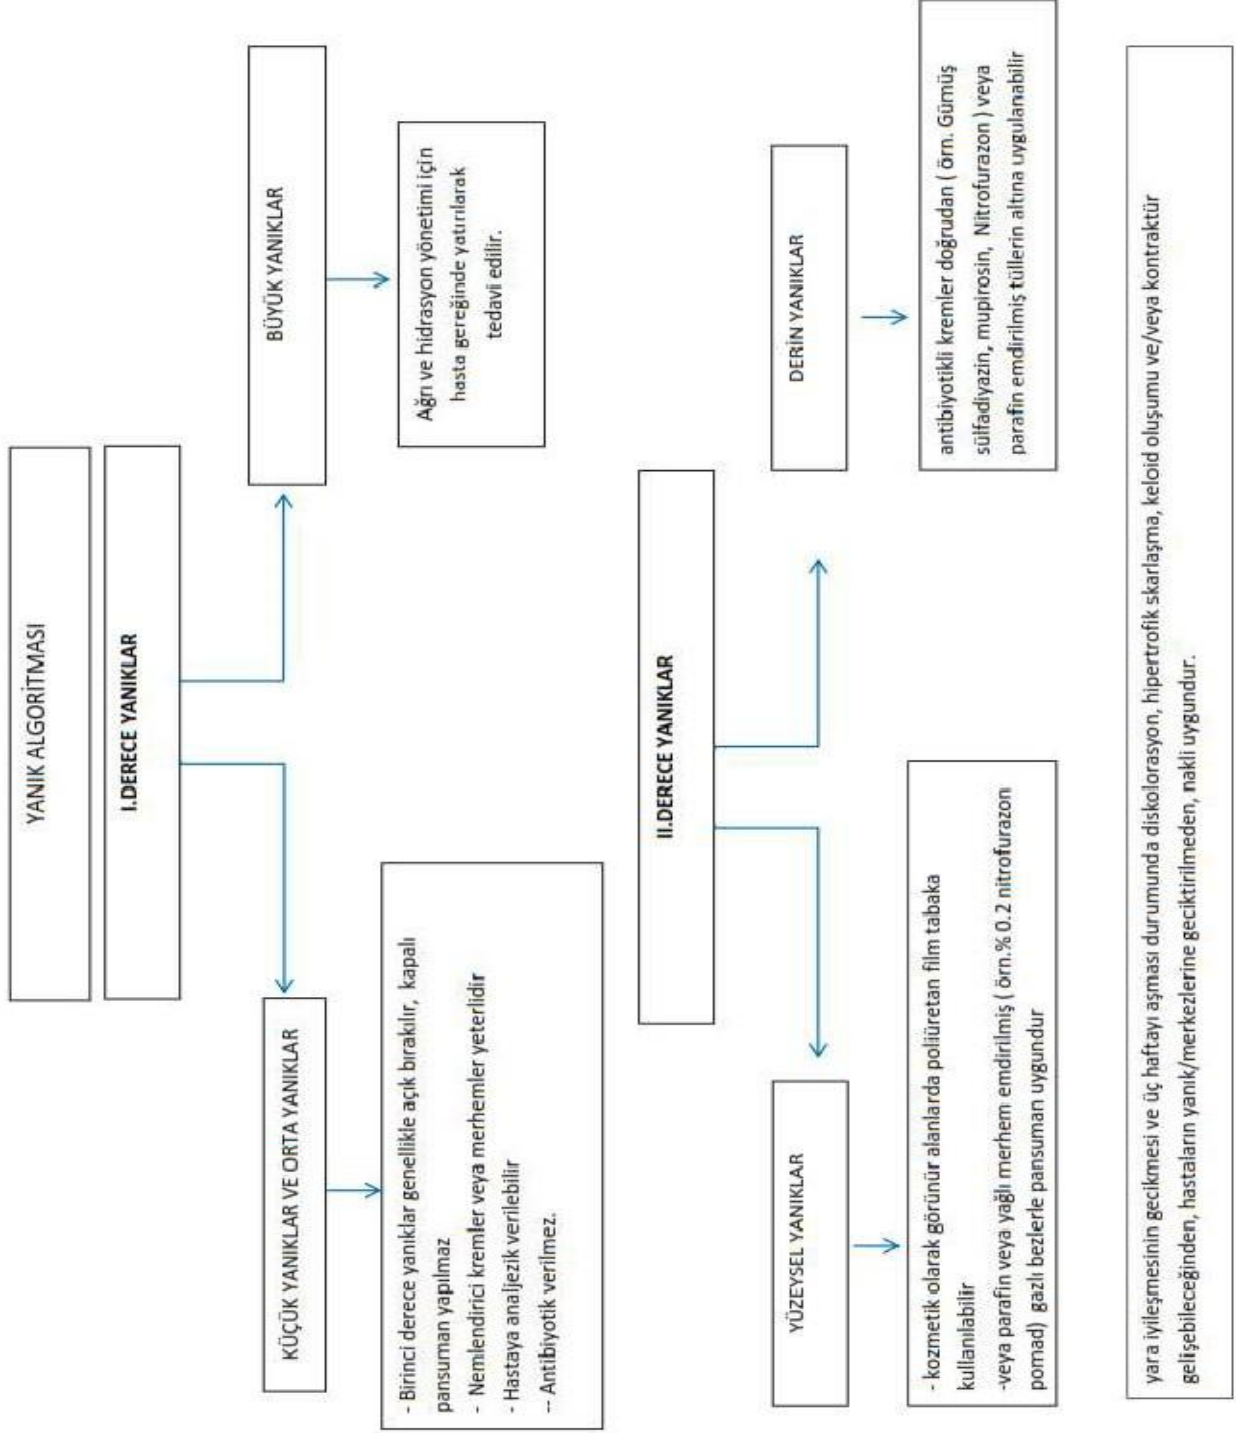 YANIK ALGORİTMASI
I.DERECE YANIKLAR
KÜÇÜK YANIKLAR VE ORTA YANIKLAR
BÜYÜK YANIKLAR
- Birinci derece yanıklar genellikle açık bırakılır, kapalı
pansuman yapılmaz
- Nemlendirici kremler veya merhemler yeterlidir
- Hastaya analjezik verilebilir
-- Antibiyotik verilmez.
Ağrı ve hidrasyon yönetimi için
hasta gereğinde yatırılarak
tedavi edilir.
II.DERECE YANIKLAR
YÜZEYSEL YANIKLAR
DERİN YANIKLAR
- kozmetik olarak görünür alanlarda poliüretan film tabaka
kullanılabilir
-veya parafin veya yağlı merhem emdirilmiş ( örn.% 0.2 nitrofurazon
pomad) gazlı bezlerle pansuman uygundur
antibiyotikli kremler doğrudan ( örn. Gümüş
sülfadiyazin, mupirosin, Nitrofurazon ) veya
parafin emdirilmiş tüllerin altına uygulanabilir
yara iyileşmesinin gecikmesi ve üç haftayı aşması durumunda diskolorasyon, hipertrofik skarlaşma, keloid oluşumu ve/veya kontraktür
gelişebileceğinden, hastaların yanık/merkezlerine geciktirilmeden, nakli uygundur.